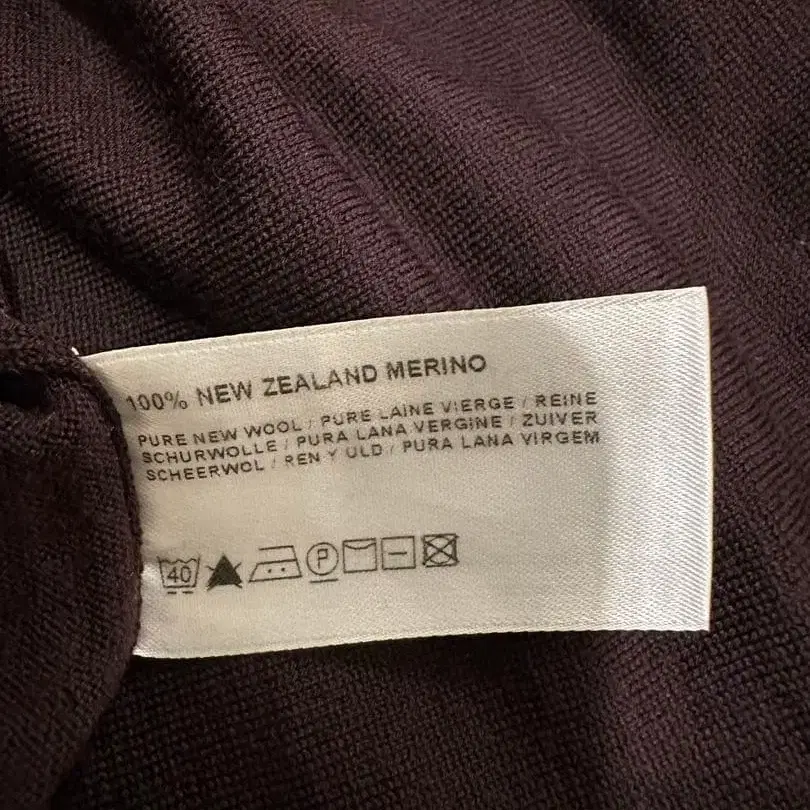 100% NEW ZEALAND MERINO
PURE NEW WOOL / PURE LAINE VIERGE / REINE
SCHURWOLLE / PURA LANA VERGINE / ZUIVER
SCHEERWOL / REN Y ULD / PURA LANA VIRGEM
40 P